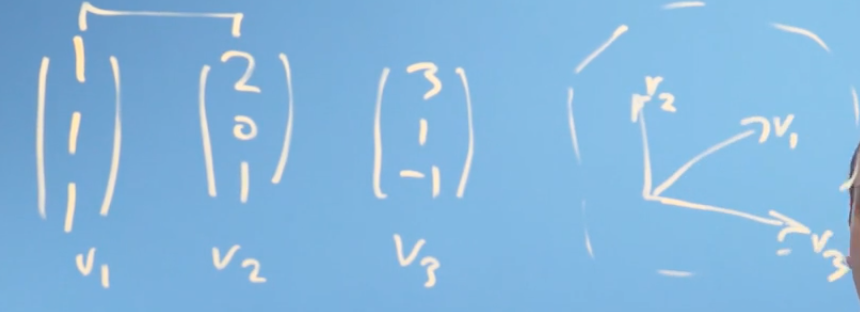 1 2 3
1 0 1
1 1 -1
v₁ v₂ v₃
v₂
v₁
v₃